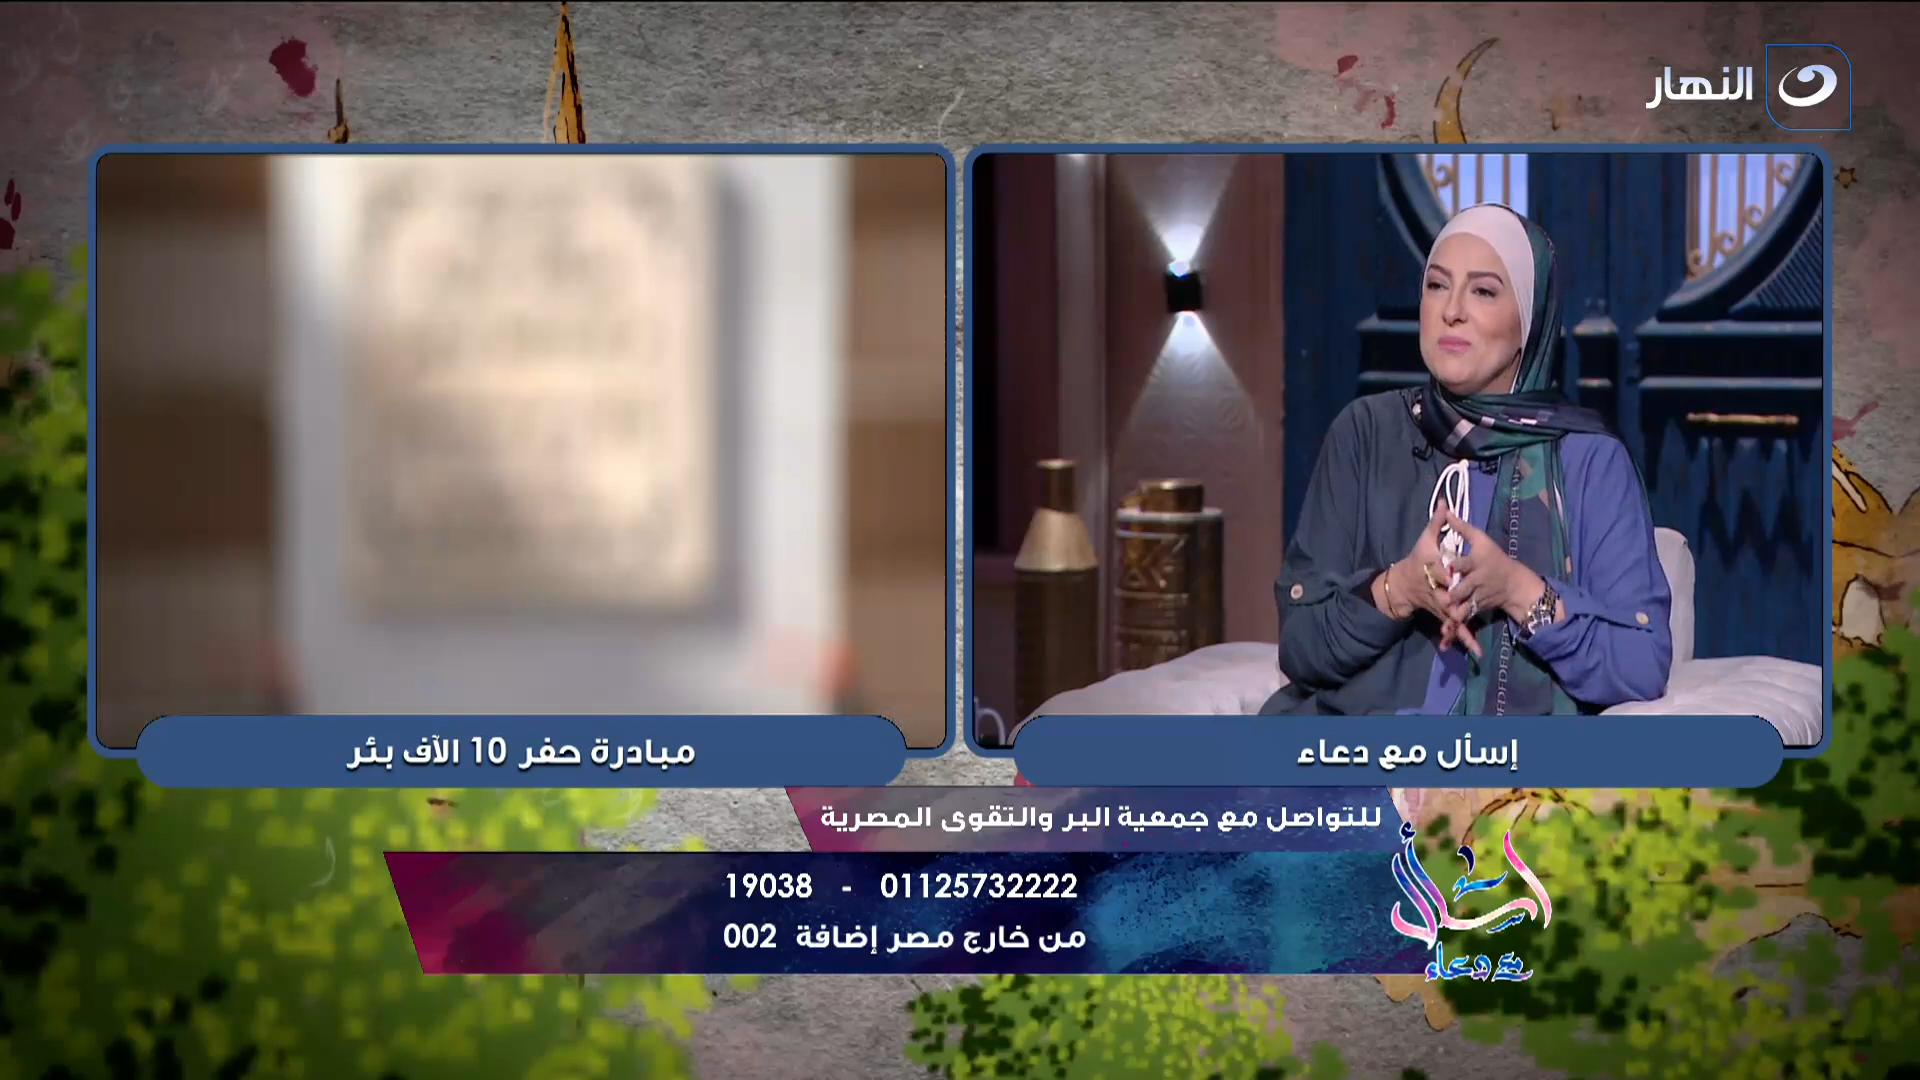 النهار
إسأل مع دعاء
مبادرة حفر 10 الآف بئر
للتواصل مع جمعية البر والتقوى المصرية
19038 - 01125732222
من خارج مصر إضافة 002
اسأل
مع دعاء